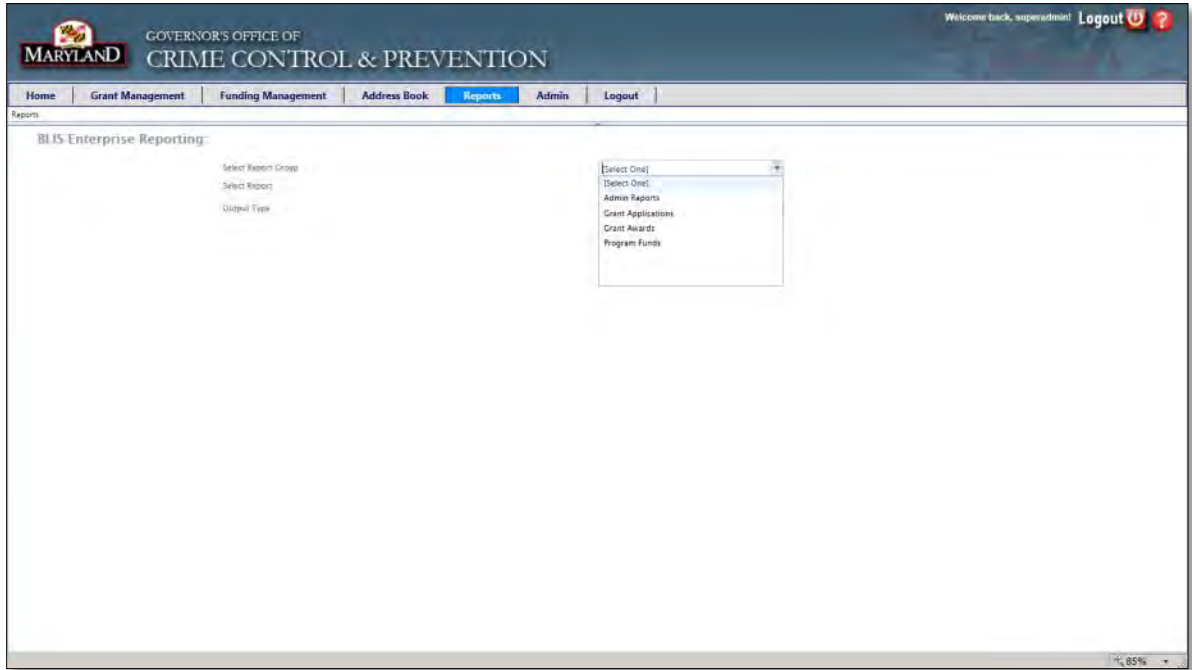 Welcome back, superadmin! Logout
MARYLAND
GOVERNOR'S OFFICE OF
CRIME CONTROL & PREVENTION
Home Grant Management Funding Management Address Book Reports Admin Logout
Reports
BLIS Enterprise Reporting
Select Report Group [Select One]
Select Report
Output Type
[Select One]
Admin Reports
Grant Applications
Grant Awards
Program Funds
85%